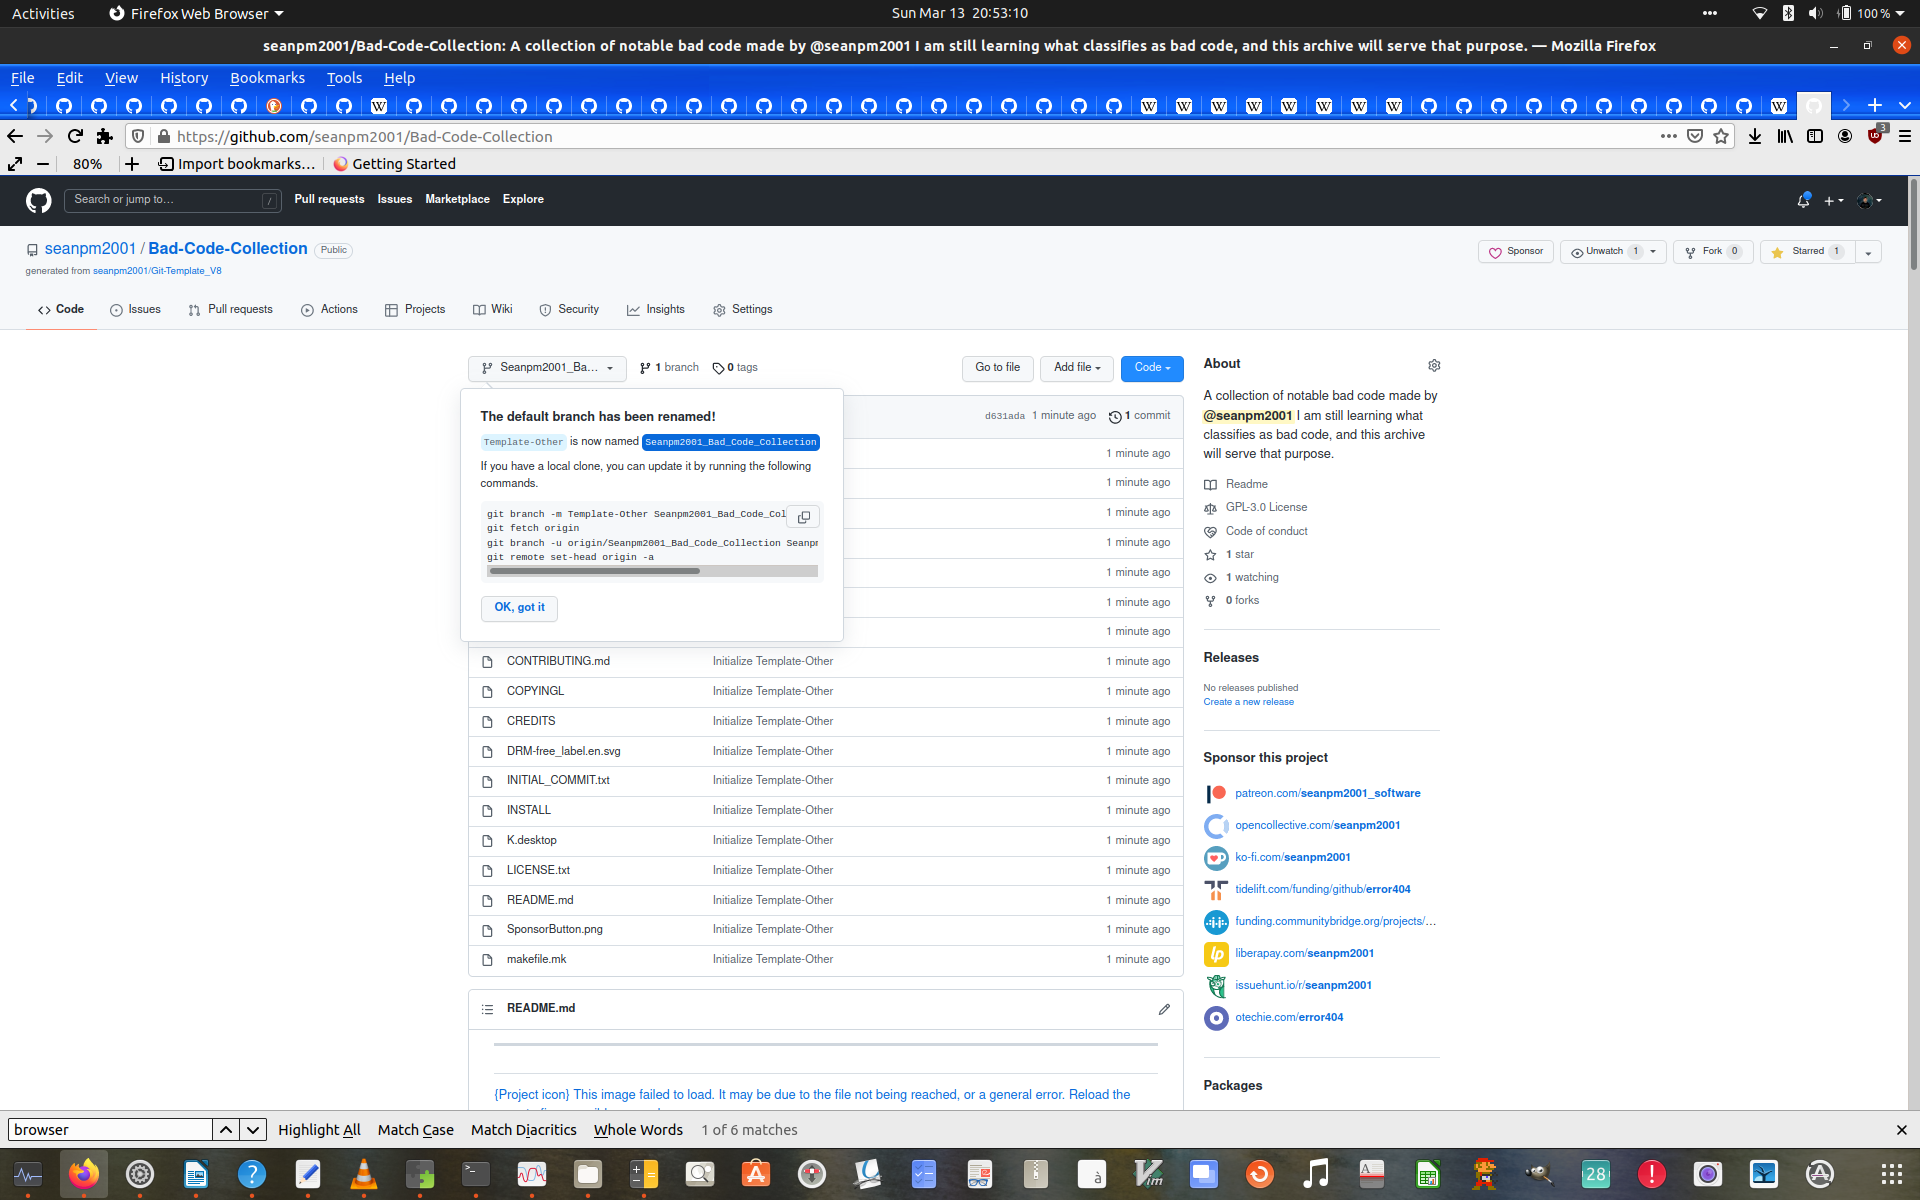 Activities
Firefox Web Browser
Sun Mar 13 20:53:10
100 %
seanpm2001/Bad-Code-Collection: A collection of notable bad code made by @seanpm2001 I am still learning what classifies as bad code, and this archive will serve that purpose. — Mozilla Firefox
File Edit View History Bookmarks Tools Help
https://github.com/seanpm2001/Bad-Code-Collection
3
80%
Import bookmarks…
Getting Started
Search or jump to…
/
Pull requests Issues Marketplace Explore
seanpm2001 / Bad-Code-Collection Public
generated from seanpm2001/Git-Template_V8
Sponsor
Unwatch 1
Fork 0
Starred 1
Code Issues Pull requests Actions Projects Wiki Security Insights Settings
Seanpm2001_Ba…
1 branch
0 tags
Go to file
Add file
Code
The default branch has been renamed!
Template-Other is now named Seanpm2001_Bad_Code_Collection
If you have a local clone, you can update it by running the following
commands.
git branch -m Template-Other Seanpm2001_Bad_Code_Col
git fetch origin
git branch -u origin/Seanpm2001_Bad_Code_Collection Seanpm
git remote set-head origin -a
OK, got it
d631ada 1 minute ago 1 commit
1 minute ago
1 minute ago
1 minute ago
1 minute ago
1 minute ago
1 minute ago
1 minute ago
CONTRIBUTING.md Initialize Template-Other 1 minute ago
COPYINGL Initialize Template-Other 1 minute ago
CREDITS Initialize Template-Other 1 minute ago
DRM-free_label.en.svg Initialize Template-Other 1 minute ago
INITIAL_COMMIT.txt Initialize Template-Other 1 minute ago
INSTALL Initialize Template-Other 1 minute ago
K.desktop Initialize Template-Other 1 minute ago
LICENSE.txt Initialize Template-Other 1 minute ago
README.md Initialize Template-Other 1 minute ago
SponsorButton.png Initialize Template-Other 1 minute ago
makefile.mk Initialize Template-Other 1 minute ago
README.md
{Project icon} This image failed to load. It may be due to the file not being reached, or a general error. Reload the
About
A collection of notable bad code made by
@seanpm2001 I am still learning what
classifies as bad code, and this archive
will serve that purpose.
Readme
GPL-3.0 License
Code of conduct
1 star
1 watching
0 forks
Releases
No releases published
Create a new release
Sponsor this project
patreon.com/seanpm2001_software
opencollective.com/seanpm2001
ko-fi.com/seanpm2001
tidelift.com/funding/github/error404
funding.communitybridge.org/projects/…
liberapay.com/seanpm2001
issuehunt.io/r/seanpm2001
otechie.com/error404
Packages
browser
Highlight All Match Case Match Diacritics Whole Words 1 of 6 matches
28